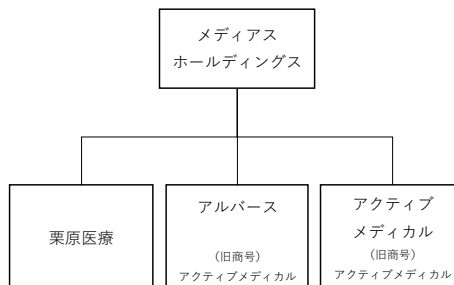 メディアス
ホールディングス
栗原医療
アルバース
(旧商号)
アクティブメディカル
アクティブ
メディカル
(旧商号)
アクティブメディカル